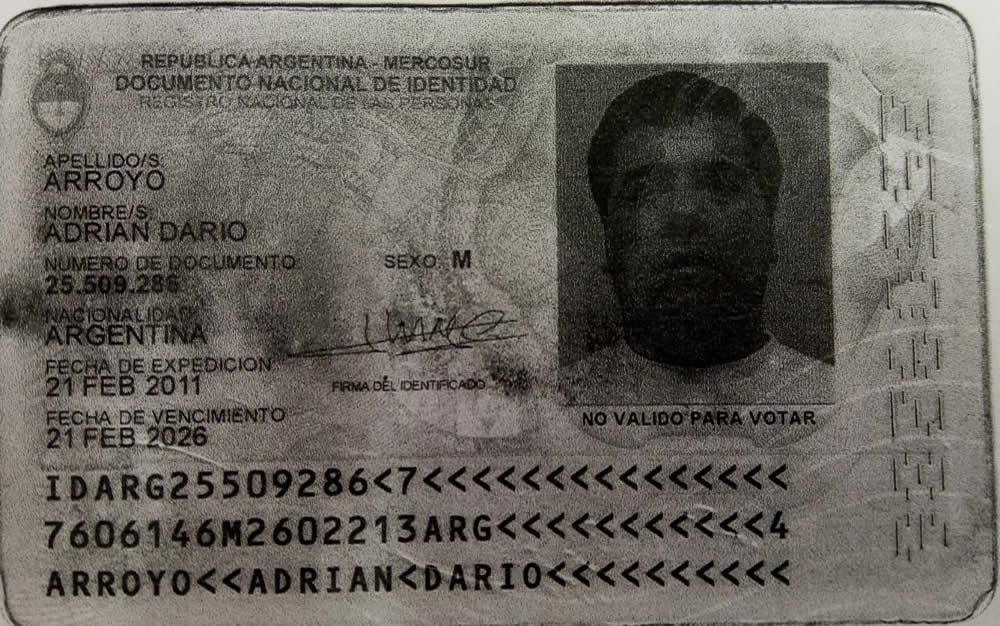 REPUBLICA ARGENTINA - MERCOSUR
DOCUMENTO NACIONAL DE IDENTIDAD
REGISTRO NACIONAL DE LAS PERSONAS
APELLIDO/S
ARROYO
NOMBRE/S
ADRIAN DARIO
NUMERO DE DOCUMENTO
25.509.286
SEXO M
NACIONALIDAD
ARGENTINA
FECHA DE EXPEDICION
21 FEB 2011
FIRMA DEL IDENTIFICADO
FECHA DE VENCIMIENTO
21 FEB 2026
NO VALIDO PARA VOTAR
IDARG25509286<7<<<<<<<<<<<<<<<
7606146M2602213ARG<<<<<<<<<<<4
ARROYO<<ADRIAN<DARIO<<<<<<<<<<